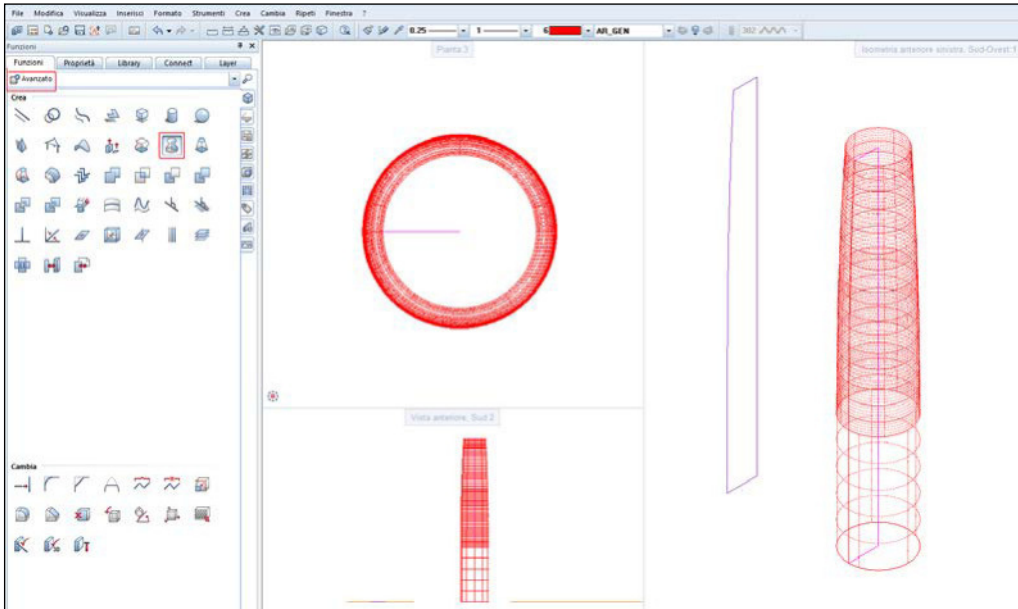 File Modifica Visualizza Inserisci Formato Strumenti Crea Cambia Ripeti Finestra ?
0.25 1 6 AR_GEN 302
Funzioni
Funzioni Proprietà Library Connect Layer
Avanzato
Crea
Cambia
Pianta 3
Vista anteriore, Sud 2
Isometria anteriore sinistra, Sud-Ovest 1